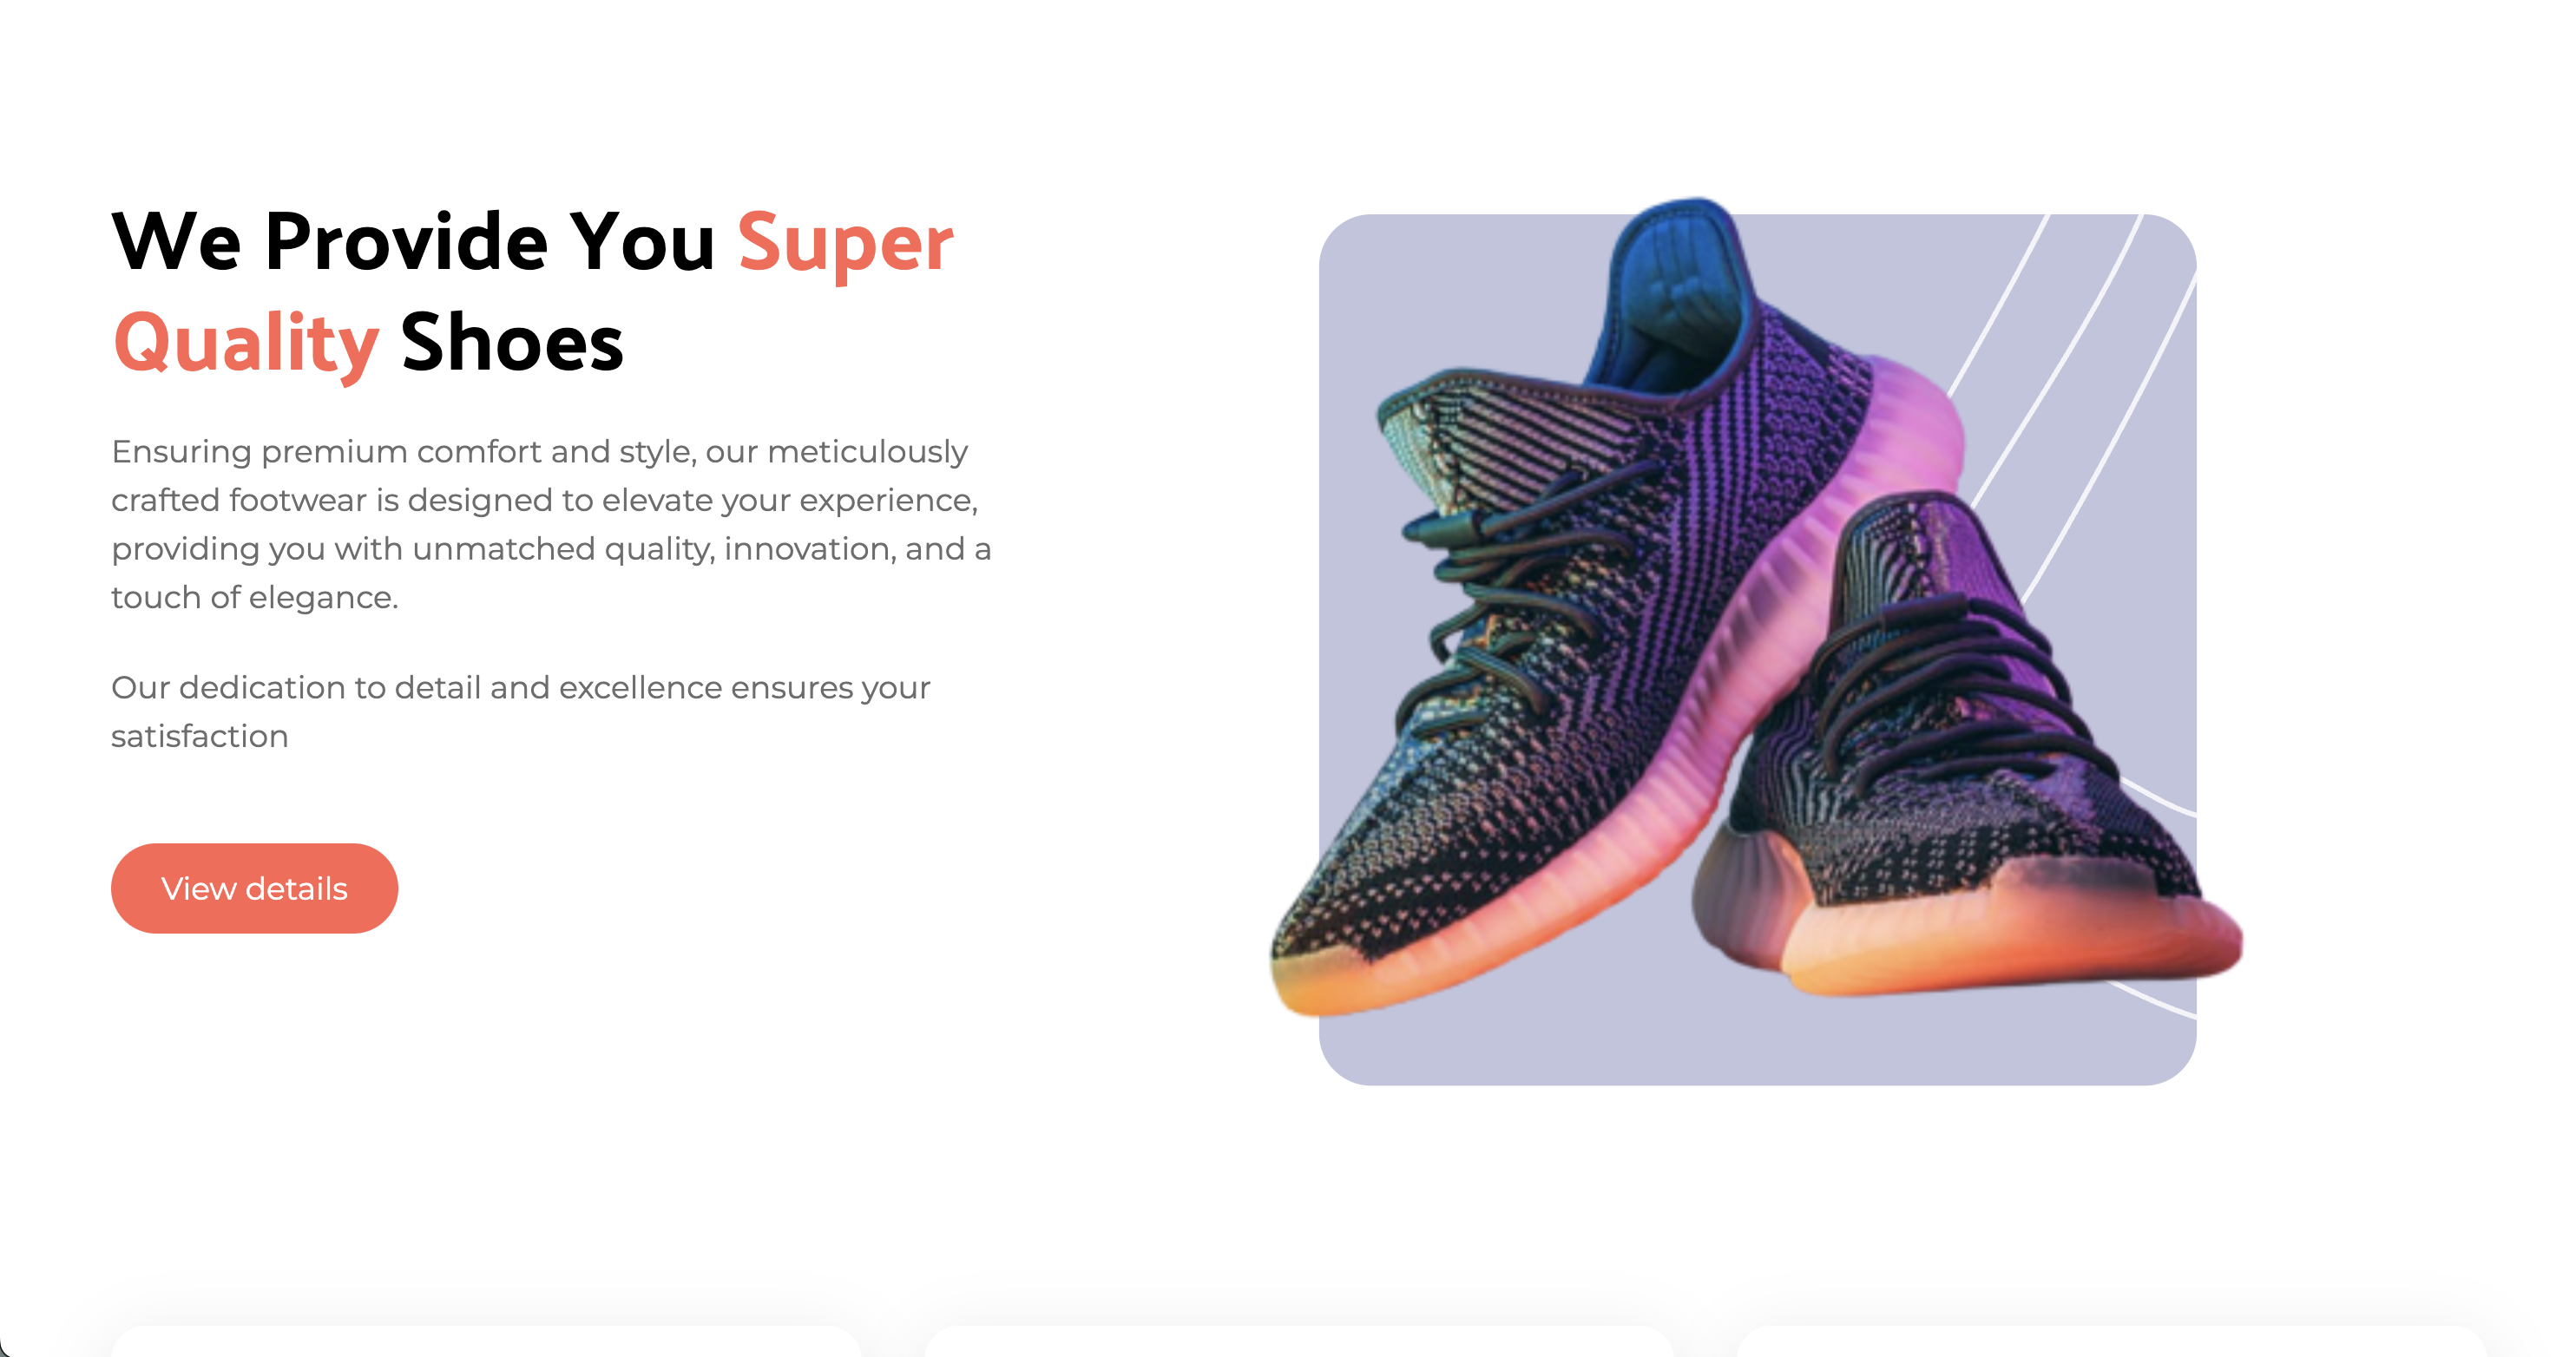 We Provide You Super
Quality Shoes
Ensuring premium comfort and style, our meticulously
crafted footwear is designed to elevate your experience,
providing you with unmatched quality, innovation, and a
touch of elegance.
Our dedication to detail and excellence ensures your
satisfaction
View details